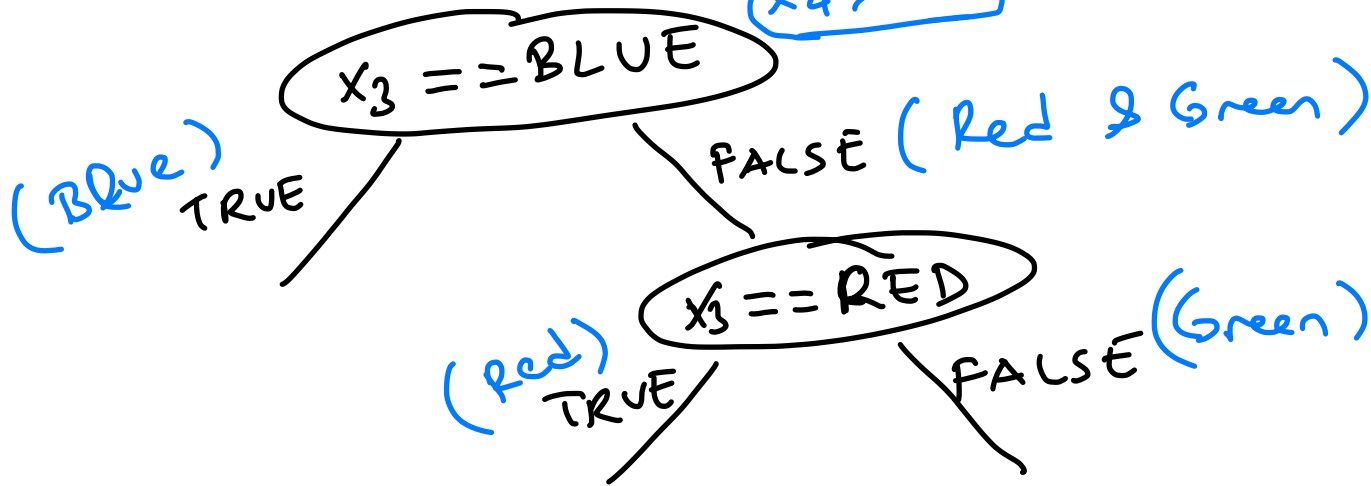 x₃ == BLUE
(Blue) TRUE
FALSE (Red & Green)
x₃ == RED
(Red) TRUE
FALSE (Green)